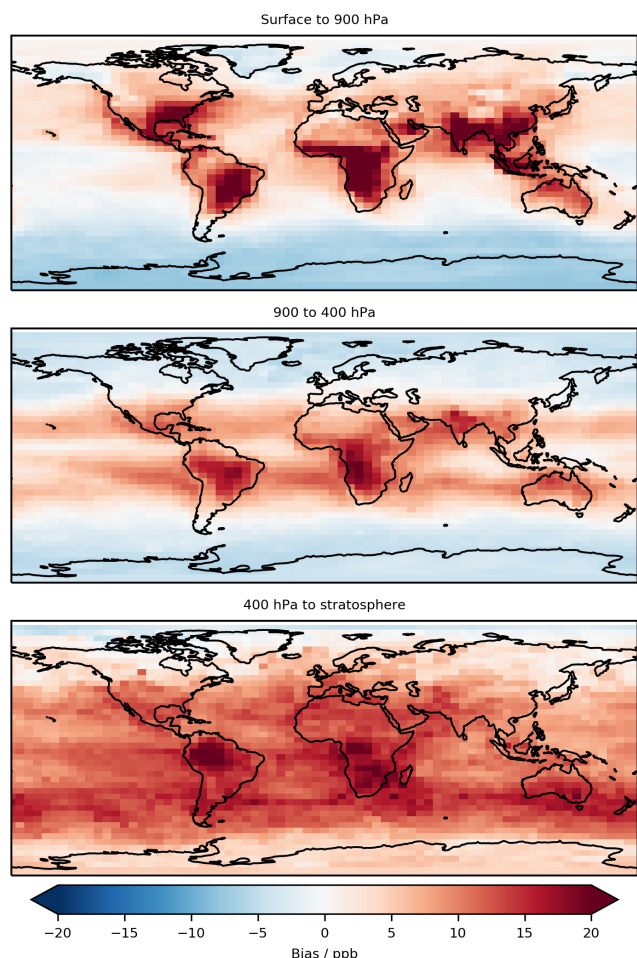 Surface to 900 hPa
900 to 400 hPa
400 hPa to stratosphere
−20 −15 −10 −5 0 5 10 15 20
Bias / ppb